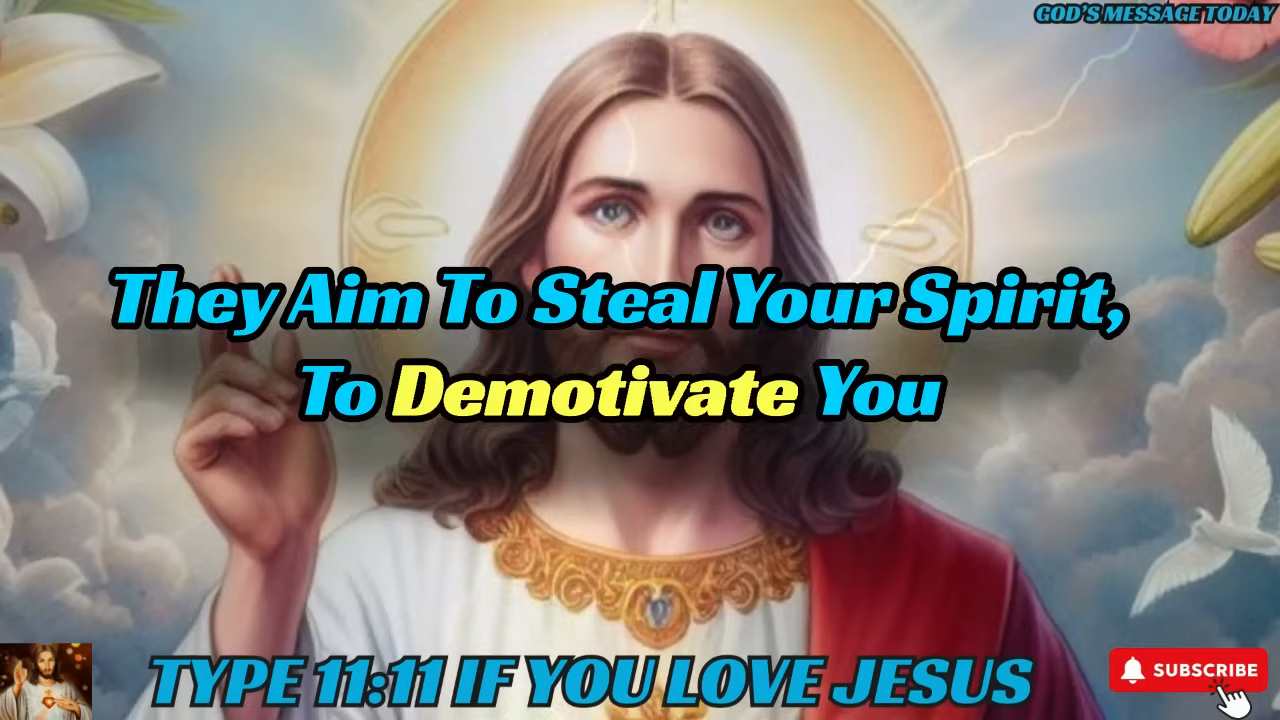 GOD'S MESSAGE TODAY
They Aim To Steal Your Spirit,
To Demotivate You
TYPE 11:11 IF YOU LOVE JESUS
SUBSCRIBE